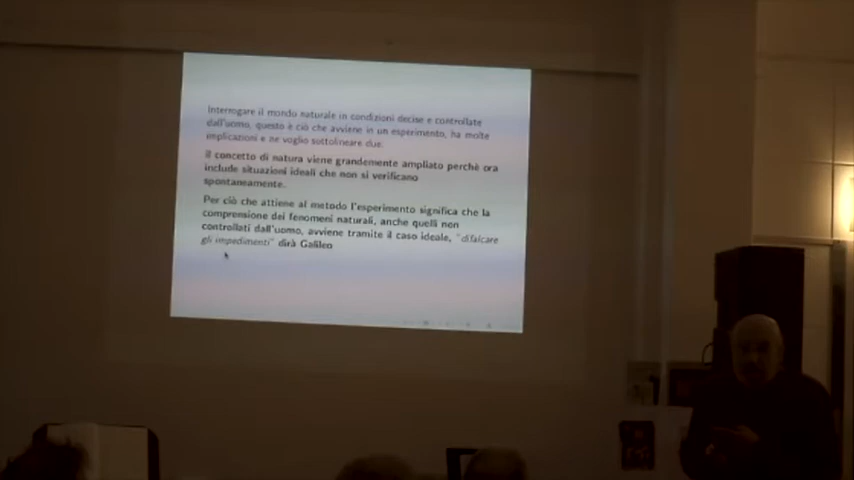 Interrogare il mondo naturale in condizioni decise e controllate
dall'uomo, questo è ciò che avviene in un esperimento, ha molte
implicazioni e ne voglio sottolineare due.
Il concetto di natura viene grandemente ampliato perchè ora
include situazioni ideali che non si verificano
spontaneamente.
Per ciò che attiene al metodo l'esperimento significa che la
comprensione dei fenomeni naturali, anche quelli non
controllati dall'uomo, avviene tramite il caso ideale, "difalcare
gli impedimenti" dirà Galileo